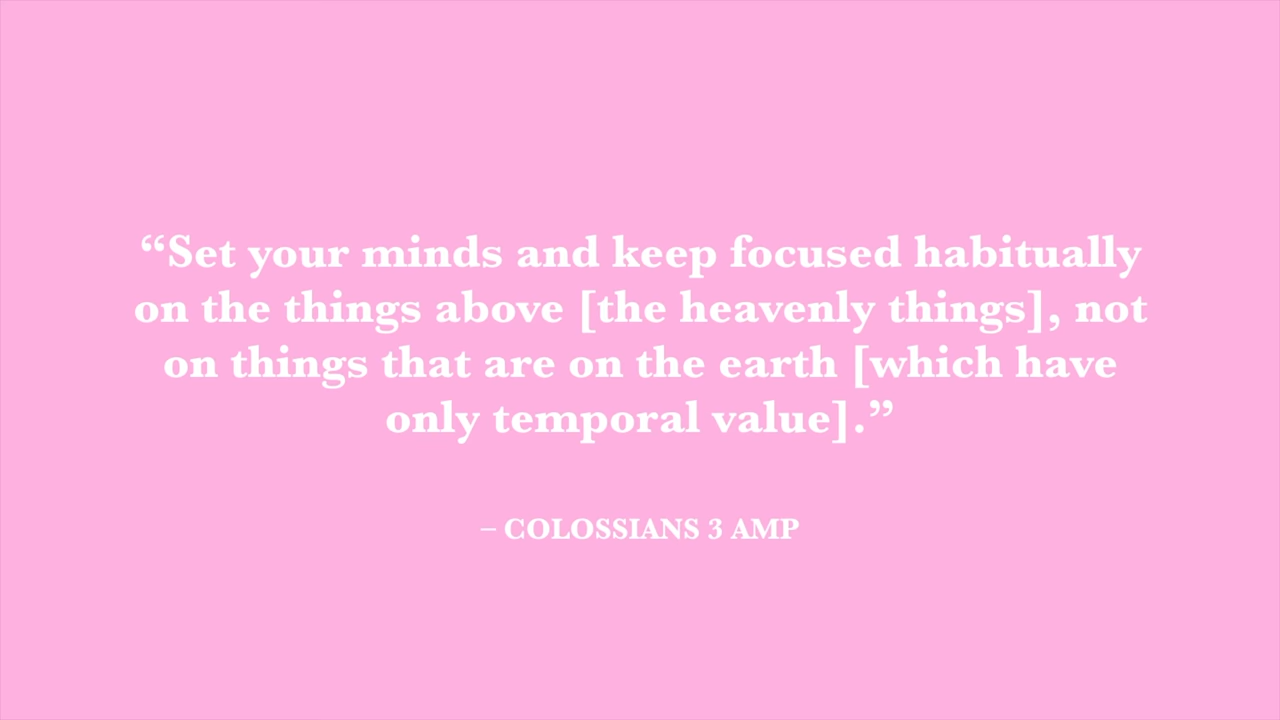 “Set your minds and keep focused habitually
on the things above [the heavenly things], not
on things that are on the earth [which have
only temporal value].”
– COLOSSIANS 3 AMP